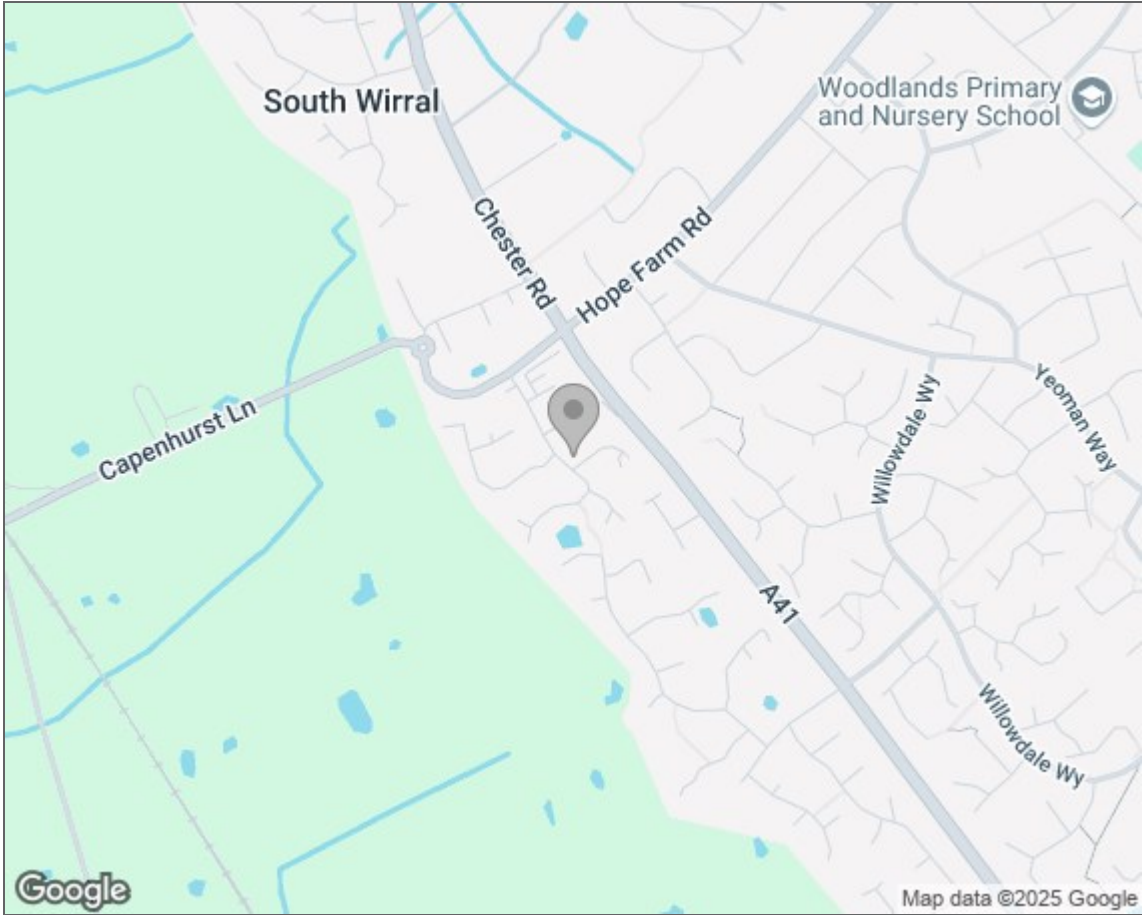 South Wirral
Woodlands Primary
and Nursery School
Chester Rd
Hope Farm Rd
Capenhurst Ln
Willowdale Wy
Yeoman Way
A41
Willowdale Wy
Google
Map data ©2025 Google